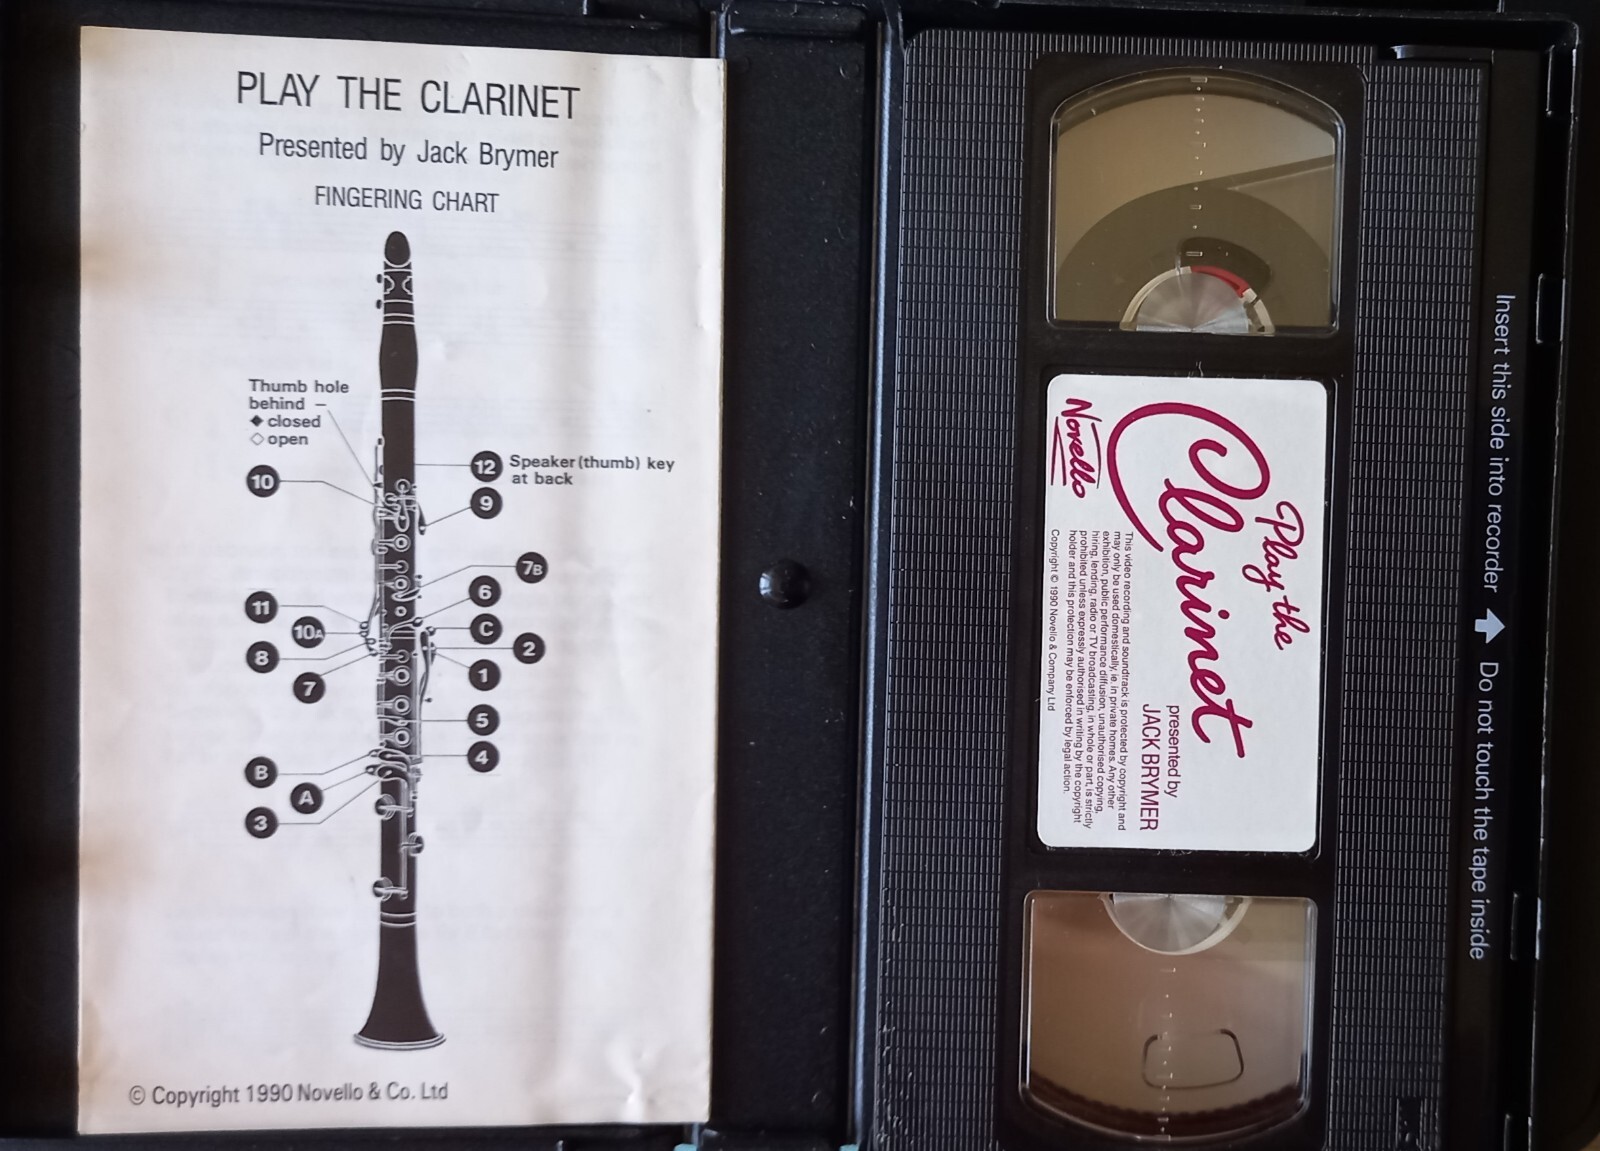 PLAY THE CLARINET
Presented by Jack Brymer
FINGERING CHART
Thumb hole
behind –
◆ closed
◇ open
10
12 Speaker (thumb) key
at back
9
7B
6
11
10A
C
8
2
7
1
5
4
B
A
3
© Copyright 1990 Novello & Co. Ltd
Play the
Clarinet
presented by
JACK BRYMER
Novello
This video recording and soundtrack is protected by copyright and
may only be used domestically, ie. in private homes. Any other
exhibition, public performance diffusion, unauthorised copying,
hiring, lending, radio or TV broadcasting, in whole or part, is strictly
prohibited unless expressly authorised in writing by the copyright
holder and this protection may be enforced by legal action.
Copyright © 1990 Novello & Company Ltd
Insert this side into recorder ⬆ Do not touch the tape inside